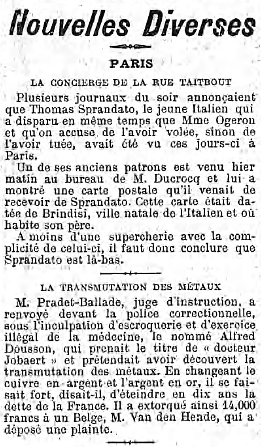 Nouvelles Diverses
PARIS
LA CONCIERGE DE LA RUE TAITBOUT
Plusieurs journaux du soir annonçaient
que Thomas Sprandato, le jeune Italien qui
a disparu en même temps que Mme Ogeron
et qu'on accuse de l'avoir volée, sinon de
l'avoir tuée, avait été vu ces jours-ci à
Paris.
Un de ses anciens patrons est venu hier
matin au bureau de M. Ducrocq et lui a
montré une carte postale qu'il venait de
recevoir de Sprandato. Cette carte était da-
tée de Brindisi, ville natale de l'Italien et où
habite son père.
A moins d'une supercherie avec la com-
plicité de celui-ci, il faut donc conclure que
Sprandato est là-bas.
LA TRANSMUTATION DES MÉTAUX
M. Pradet-Ballade, juge d'instruction, a
renvoyé devant la police correctionnelle,
sous l'inculpation d'escroquerie et d'exercice
illégal de la médecine, le nommé Alfred
Dousson, qui prenait le titre de « docteur
Jobaert » et prétendait avoir découvert la
transmutation des métaux. En changeant le
cuivre en argent et l'argent en or, il se fai-
sait fort, disait-il, d'éteindre en dix ans la
dette de la France. Il a extorqué ainsi 14,000
francs à un Belge, M. Van den Hende, qui a
déposé une plainte.